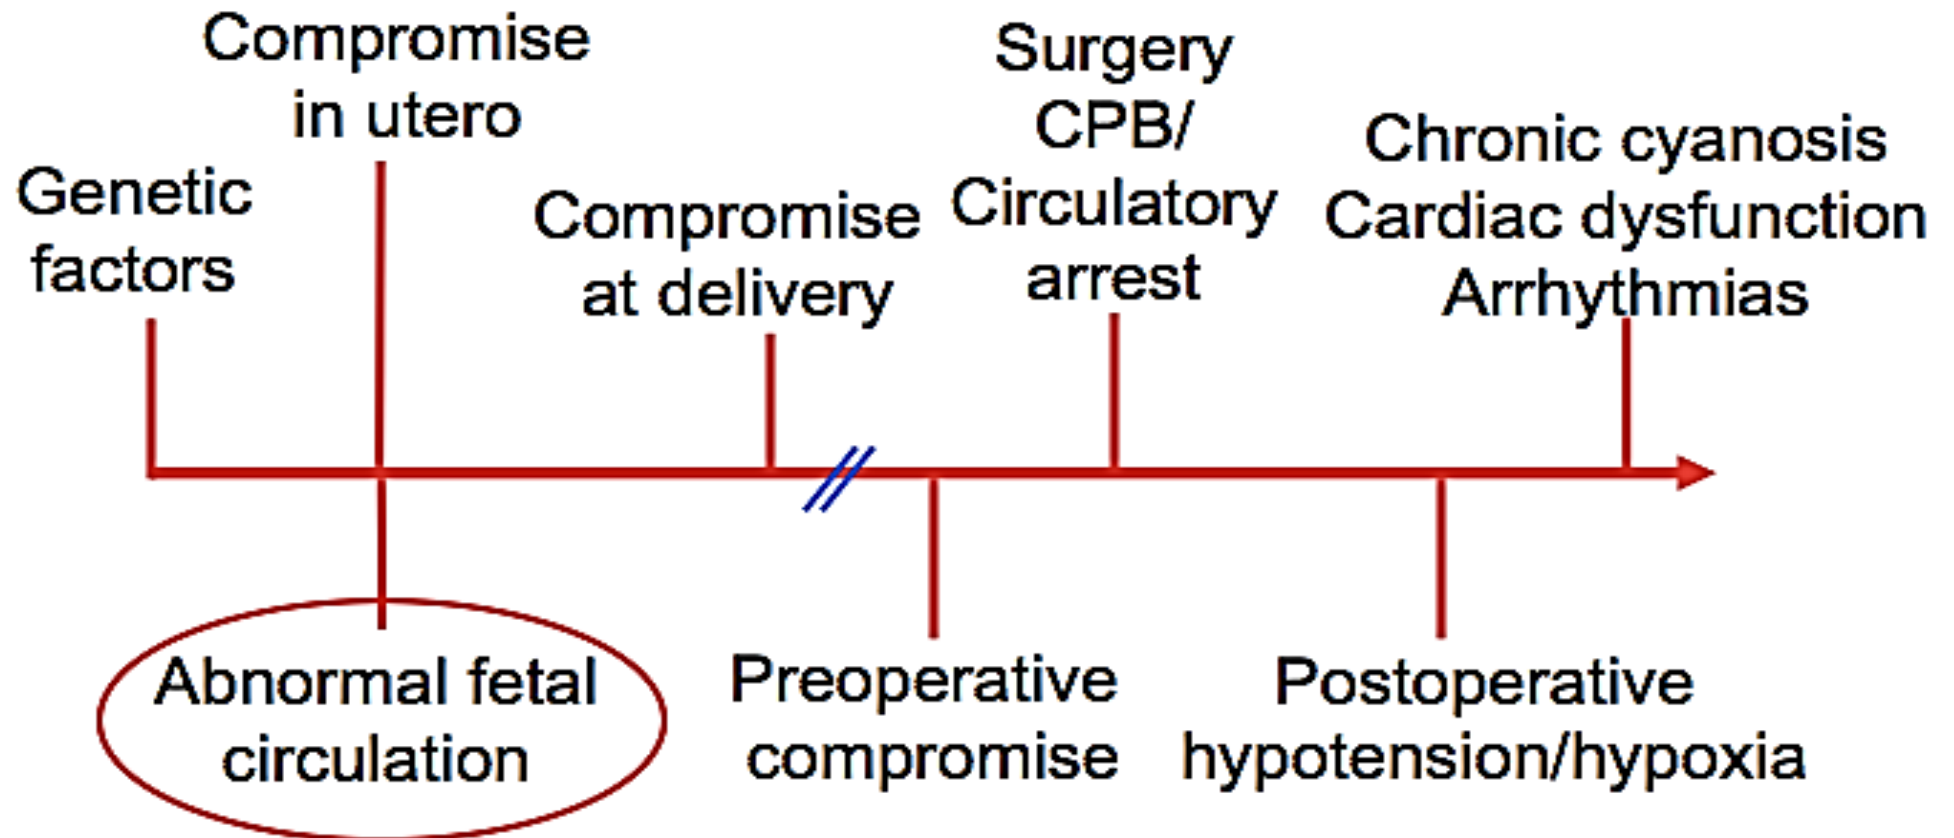 Genetic
factors
Compromise
in utero
Abnormal fetal
circulation
Compromise
at delivery
Preoperative
compromise
Surgery
CPB/
Circulatory
arrest
Postoperative
hypotension/hypoxia
Chronic cyanosis
Cardiac dysfunction
Arrhythmias